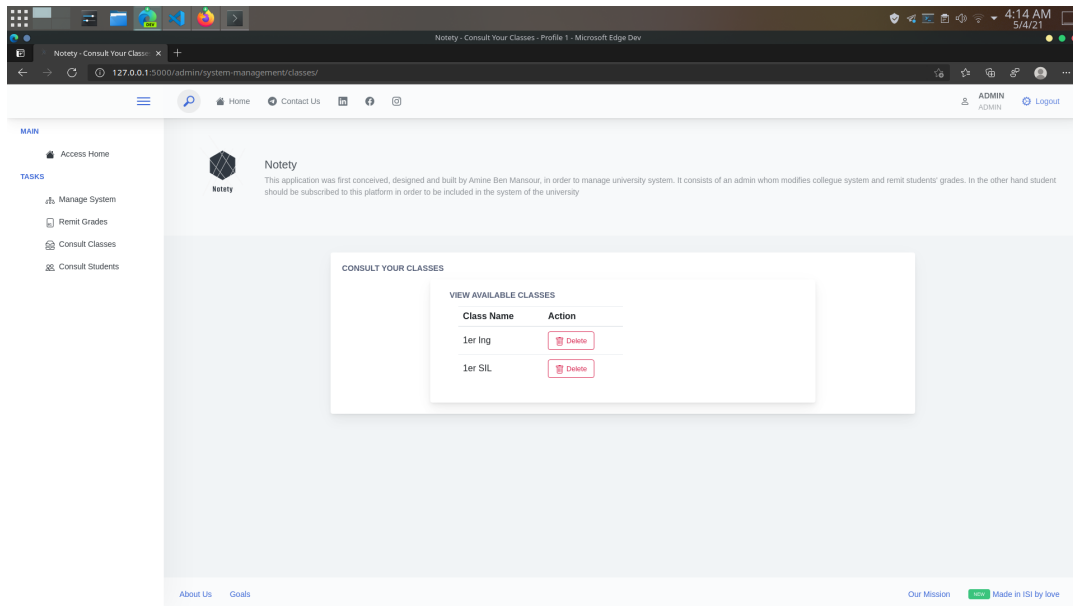 4:14 AM
5/4/21
DEV
Notety - Consult Your Classes - Profile 1 - Microsoft Edge Dev
Notety - Consult Your Classe
127.0.0.1:5000/admin/system-management/classes/
Home
Contact Us
ADMIN
ADMIN
Logout
MAIN
Access Home
TASKS
Manage System
Remit Grades
Consult Classes
Consult Students
Notety
Notety
This application was first conceived, designed and built by Amine Ben Mansour, in order to manage university system. It consists of an admin whom modifies collegue system and remit students' grades. In the other hand student
should be subscribed to this platform in order to be included in the system of the university
CONSULT YOUR CLASSES
VIEW AVAILABLE CLASSES
Class Name Action
1er Ing Delete
1er SIL Delete
About Us Goals
Our Mission NEW Made in ISI by love